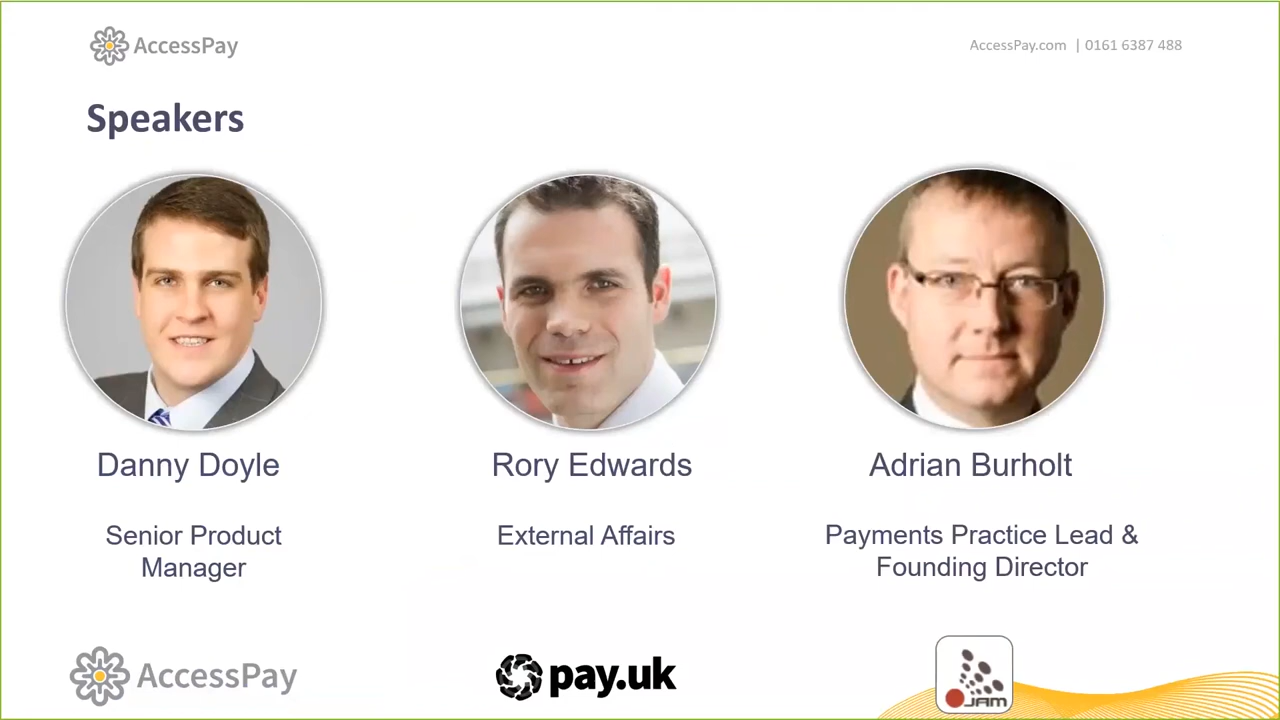 AccessPay
AccessPay.com | 0161 6387 488
Speakers
Danny Doyle
Rory Edwards
Adrian Burholt
Senior Product
Manager
External Affairs
Payments Practice Lead &
Founding Director
AccessPay
pay.uk
JAM